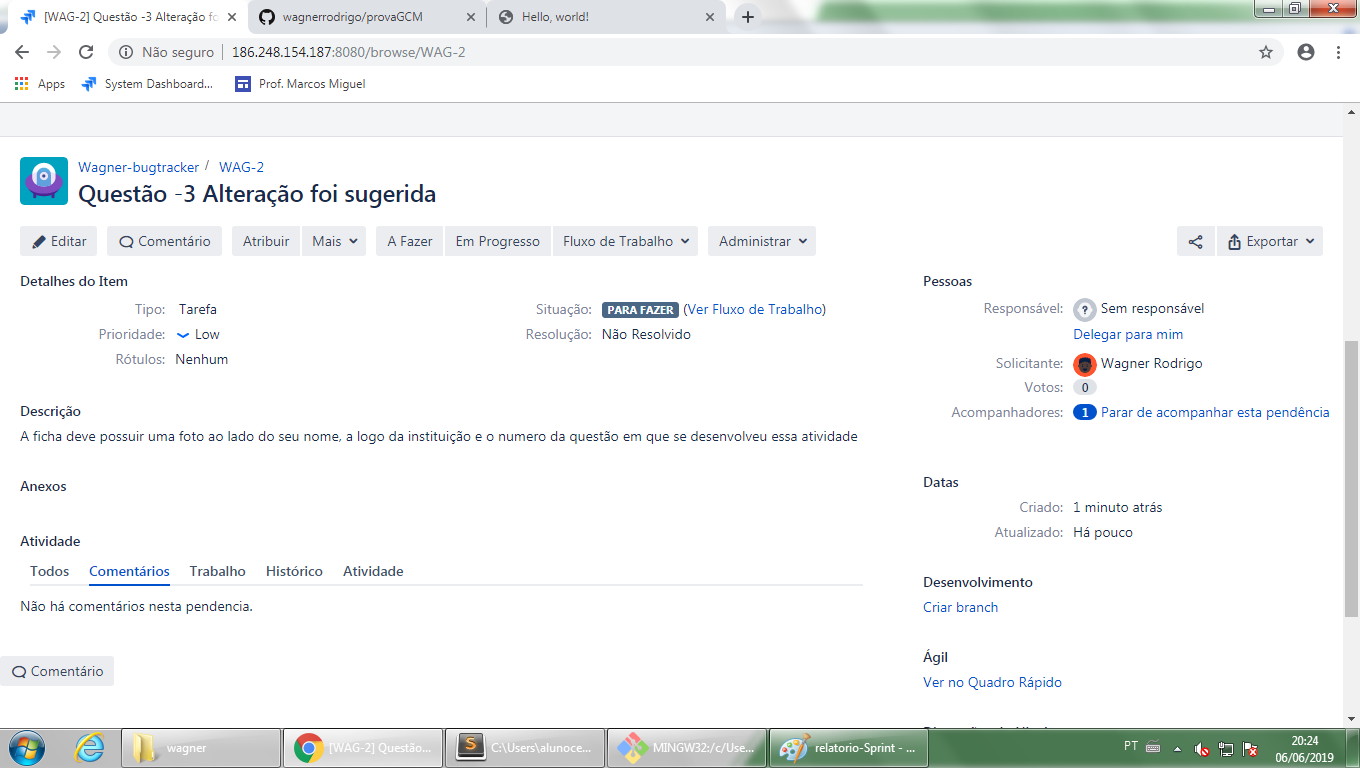 [WAG-2] Questão -3 Alteração fo
wagnerrodrigo/provaGCM
Hello, world!
Não seguro
186.248.154.187:8080/browse/WAG-2
Apps
System Dashboard...
Prof. Marcos Miguel
Wagner-bugtracker / WAG-2
Questão -3 Alteração foi sugerida
Editar
Comentário
Atribuir
Mais
A Fazer
Em Progresso
Fluxo de Trabalho
Administrar
Exportar
Detalhes do Item
Tipo: Tarefa
Prioridade: Low
Rótulos: Nenhum
Situação: PARA FAZER (Ver Fluxo de Trabalho)
Resolução: Não Resolvido
Descrição
A ficha deve possuir uma foto ao lado do seu nome, a logo da instituição e o numero da questão em que se desenvolveu essa atividade
Anexos
Atividade
Todos
Comentários
Trabalho
Histórico
Atividade
Não há comentários nesta pendencia.
Comentário
Pessoas
Responsável: ? Sem responsável
Delegar para mim
Solicitante: Wagner Rodrigo
Votos: 0
Acompanhadores: 1 Parar de acompanhar esta pendência
Datas
Criado: 1 minuto atrás
Atualizado: Há pouco
Desenvolvimento
Criar branch
Ágil
Ver no Quadro Rápido
wagner
[WAG-2] Questão...
C:\Users\alunoce...
MINGW32:/c/Use...
relatorio-Sprint - ...
PT
20:24
06/06/2019